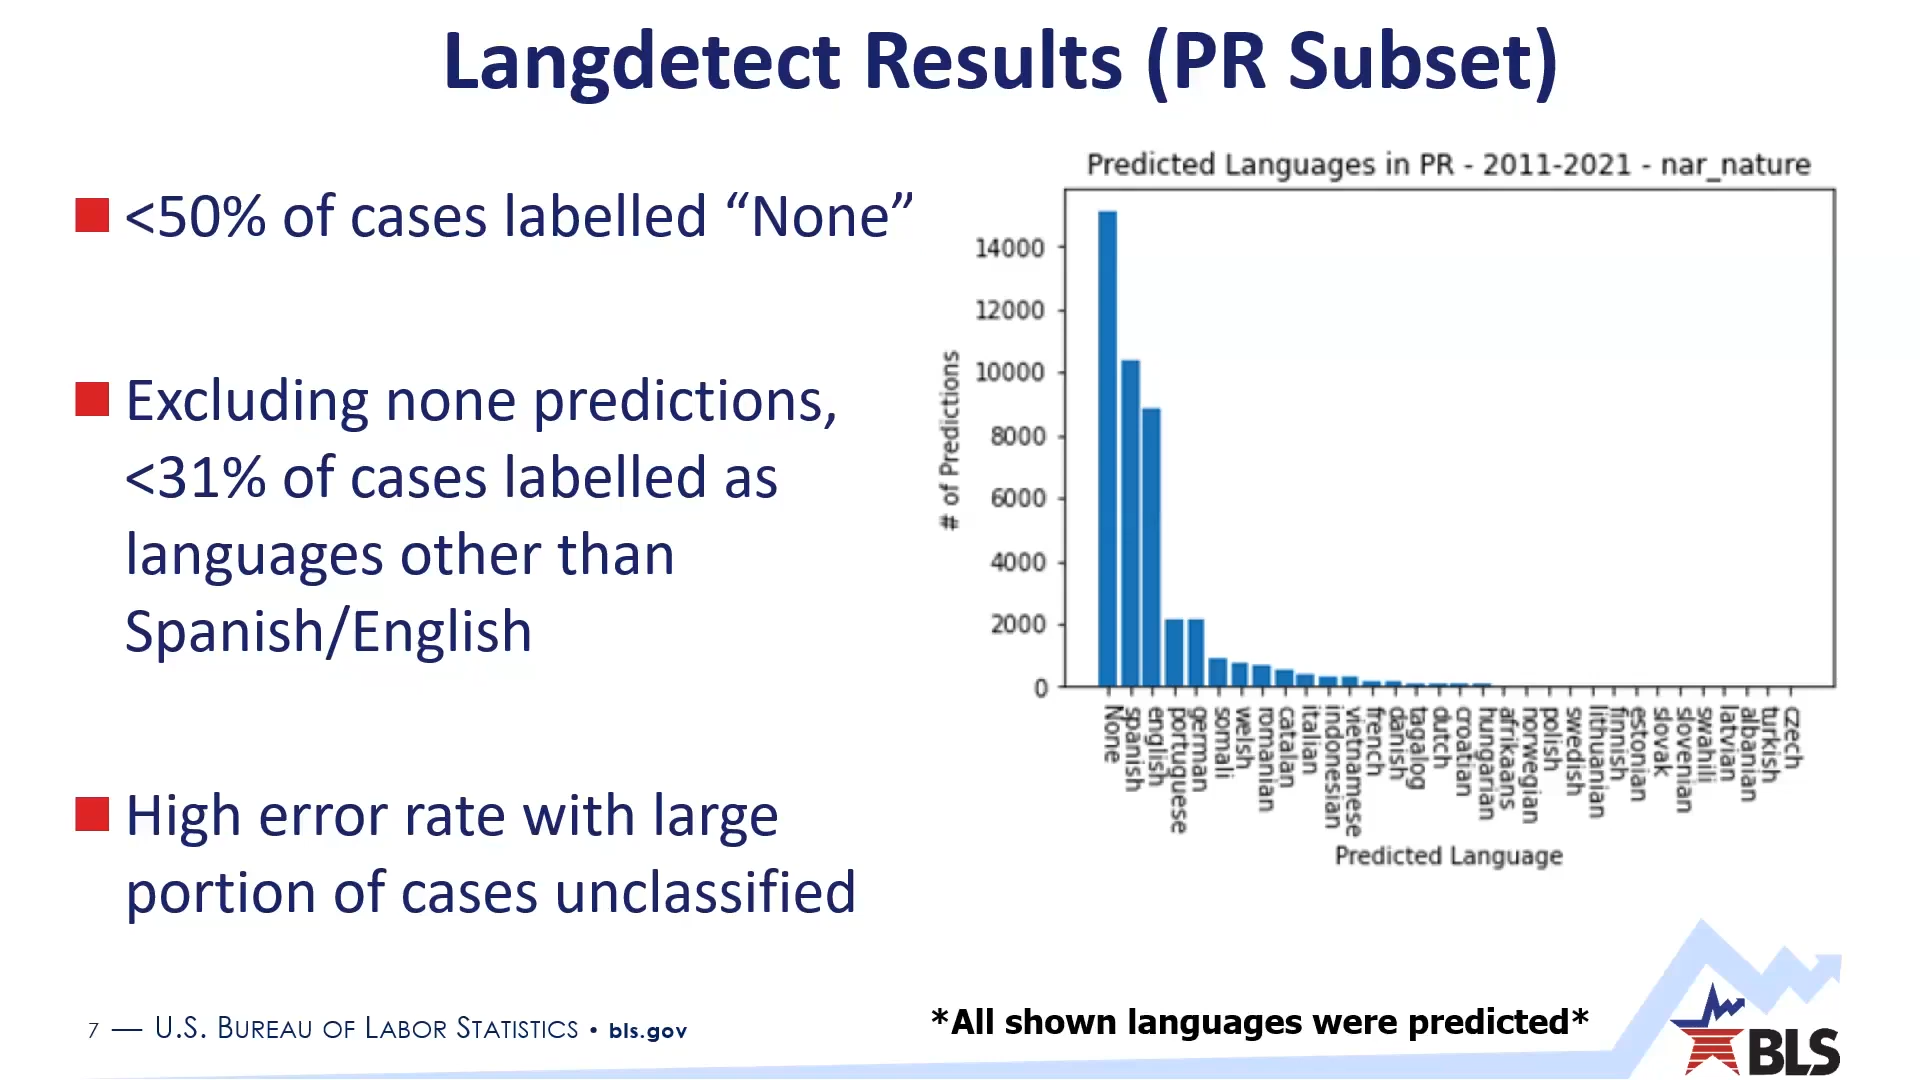 Langdetect Results (PR Subset)
<50% of cases labelled “None”
Excluding none predictions,
<31% of cases labelled as
languages other than
Spanish/English
High error rate with large
portion of cases unclassified
Predicted Languages in PR - 2011-2021 - nar_nature
# of Predictions
14000
12000
10000
8000
6000
4000
2000
0
None
spanish
english
portuguese
german
somali
welsh
romanian
catalan
italian
indonesian
vietnamese
french
danish
tagalog
dutch
croatian
hungarian
afrikaans
norwegian
polish
swedish
lithuanian
finnish
estonian
slovak
slovenian
swahili
latvian
albanian
turkish
czech
Predicted Language
*All shown languages were predicted*
7 — U.S. BUREAU OF LABOR STATISTICS • bls.gov
BLS